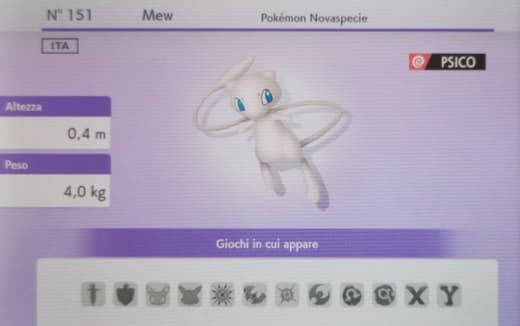 N° 151 Mew Pokémon Novaspecie
ITA
PSICO
Altezza
0,4 m
Peso
4,0 kg
Giochi in cui appare
X Y